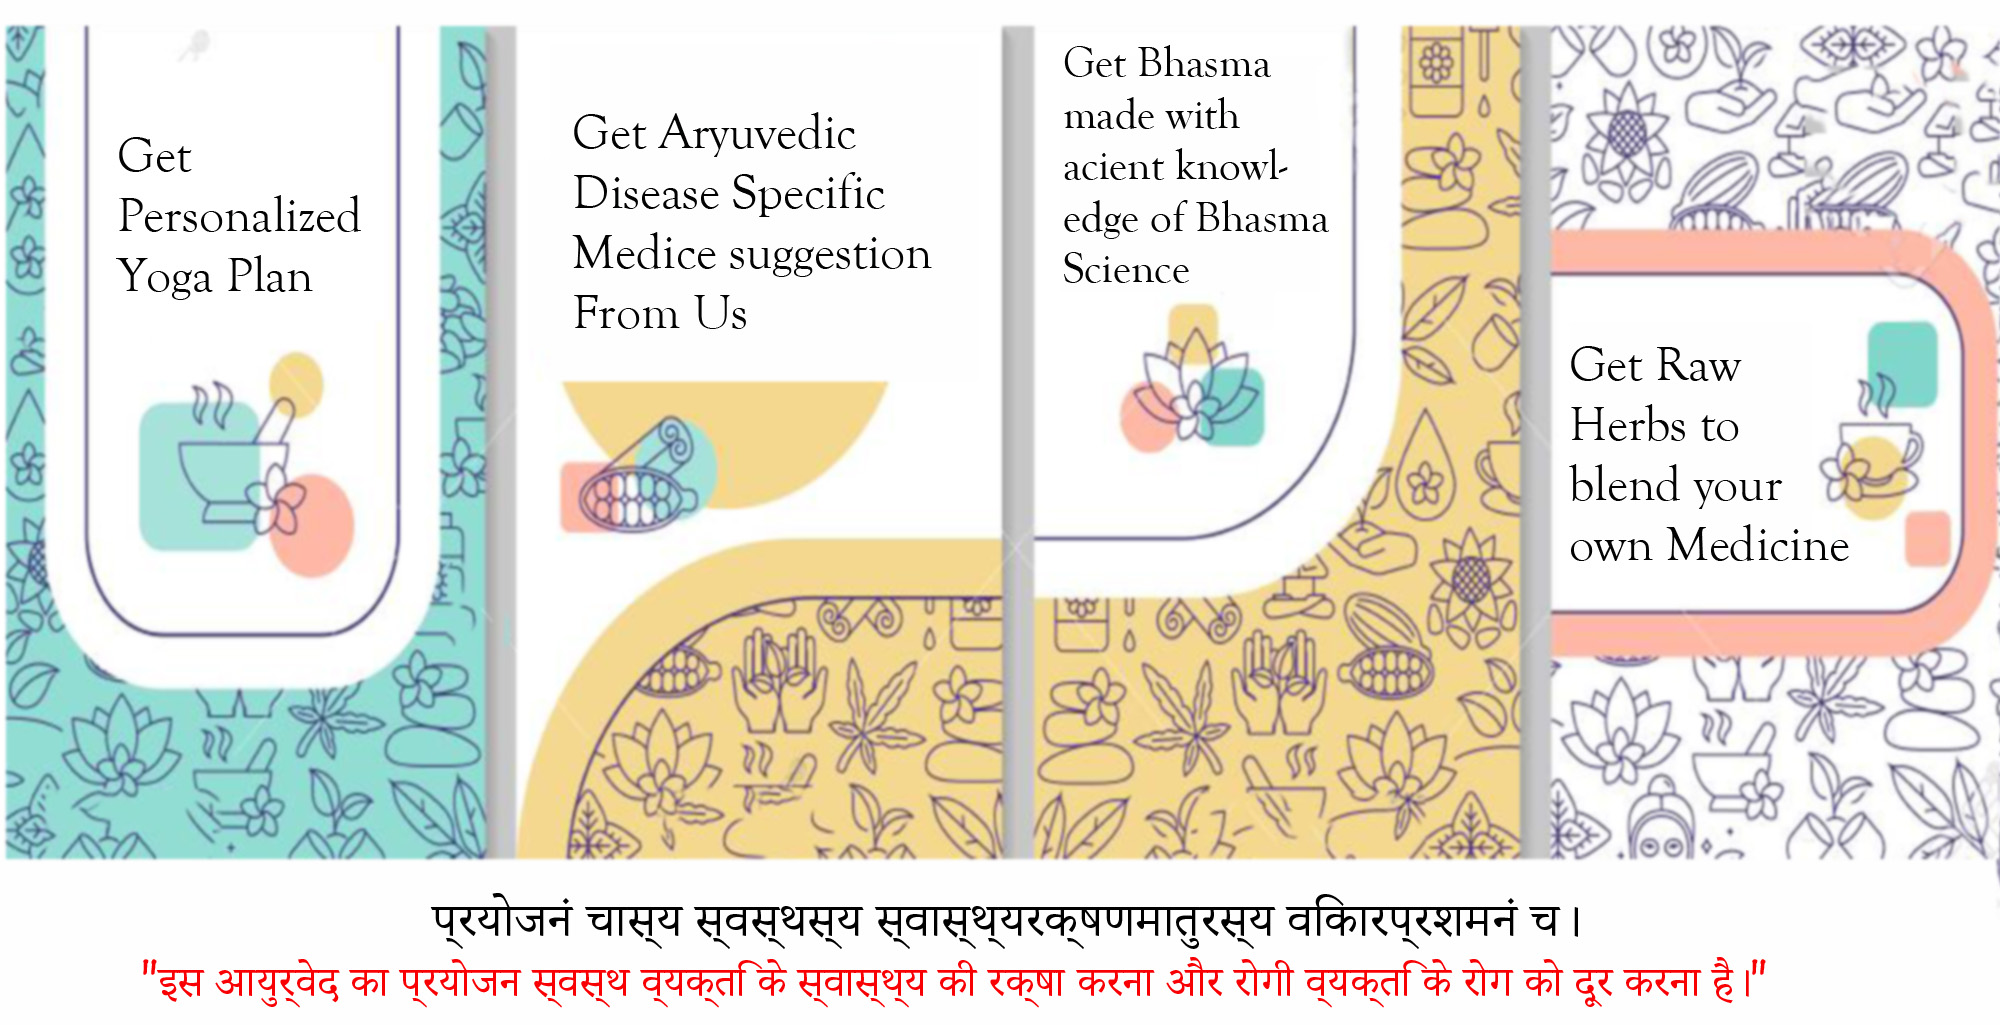 Get
Personalized
Yoga Plan
Get Aryuvedic
Disease Specific
Medice suggestion
From Us
Get Bhasma
made with
acient knowl-
edge of Bhasma
Science
Get Raw
Herbs to
blend your
own Medicine
प्रयोजनं चास्य स्वस्थस्य स्वास्थ्यरक्षणमातुरस्य विकारप्रशमनं च।
"इस आयुर्वेद का प्रयोजन स्वस्थ व्यक्ति के स्वास्थ्य की रक्षा करना और रोगी व्यक्ति के रोग को दूर करना है।"